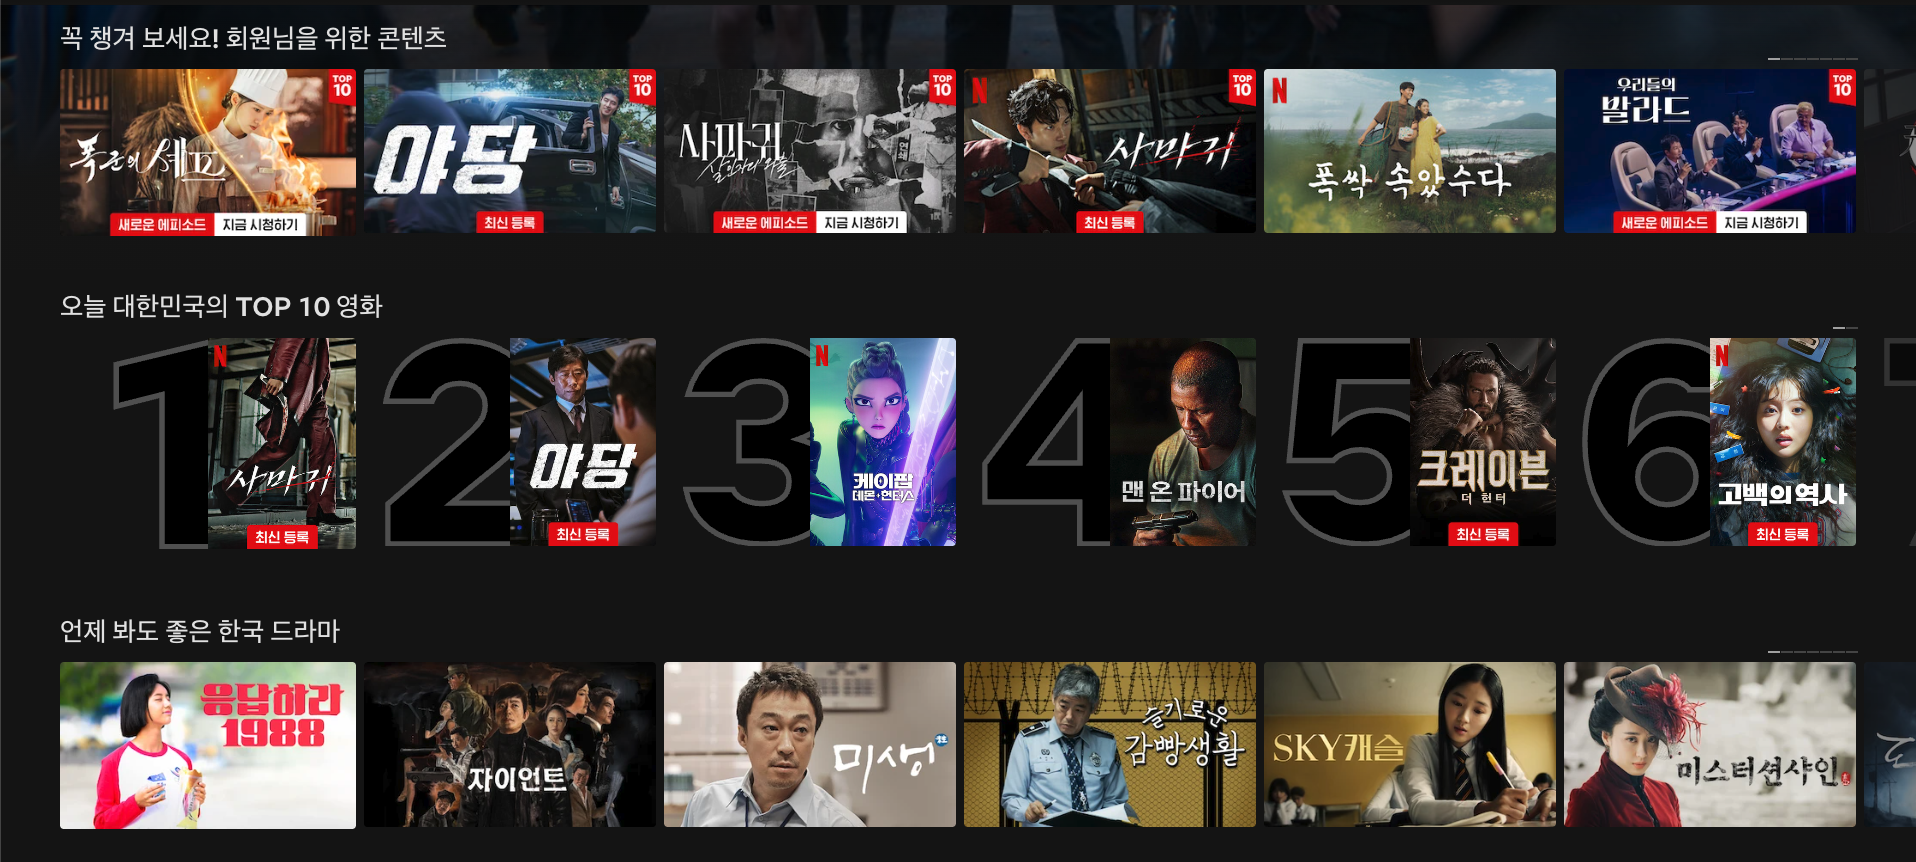 꼭 챙겨 보세요! 회원님을 위한 콘텐츠
TOP
10
폭군의 셰프
새로운 에피소드 지금 시청하기
TOP
10
야당
최신 등록
TOP
10
사마귀
살인자의 외출
연쇄
새로운 에피소드 지금 시청하기
N
TOP
10
사마귀
최신 등록
N
폭싹 속았수다
TOP
10
우리들의
발라드
새로운 에피소드 지금 시청하기
오늘 대한민국의 TOP 10 영화
1
N
사마귀
최신 등록
2
야당
최신 등록
3
N
케이팝
데몬 헌터스
4
맨 온 파이어
5
크레이븐
더 헌터
최신 등록
6
N
고백의 역사
최신 등록
언제 봐도 좋은 한국 드라마
응답하라
1988
자이언트
미생
슬기로운
감빵생활
SKY캐슬
미스터션샤인